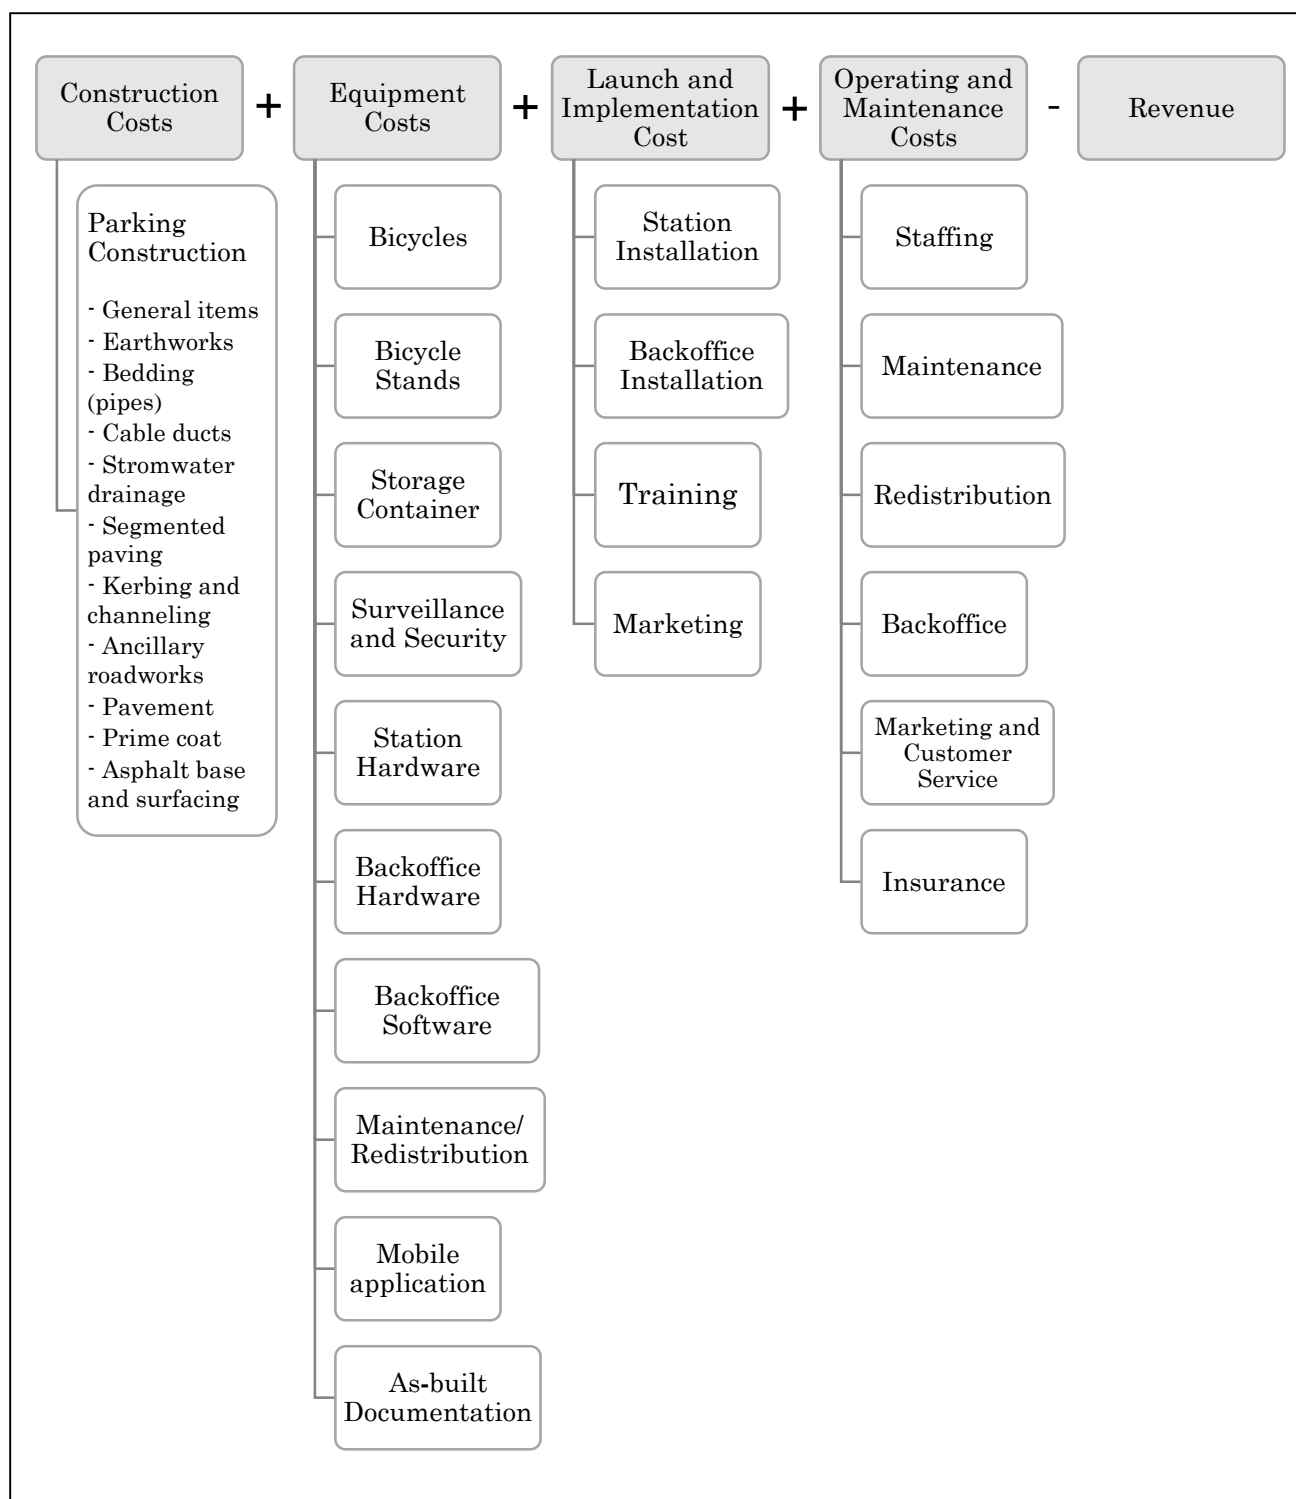 Construction
Costs
+
Equipment
Costs
+
Launch and
Implementation
Cost
+
Operating and
Maintenance
Costs
-
Revenue
Parking
Construction
- General items
- Earthworks
- Bedding
(pipes)
- Cable ducts
- Stromwater
drainage
- Segmented
paving
- Kerbing and
channeling
- Ancillary
roadworks
- Pavement
- Prime coat
- Asphalt base
and surfacing
Bicycles
Bicycle
Stands
Storage
Container
Surveillance
and Security
Station
Hardware
Backoffice
Hardware
Backoffice
Software
Maintenance/
Redistribution
Mobile
application
As-built
Documentation
Station
Installation
Backoffice
Installation
Training
Marketing
Staffing
Maintenance
Redistribution
Backoffice
Marketing and
Customer
Service
Insurance